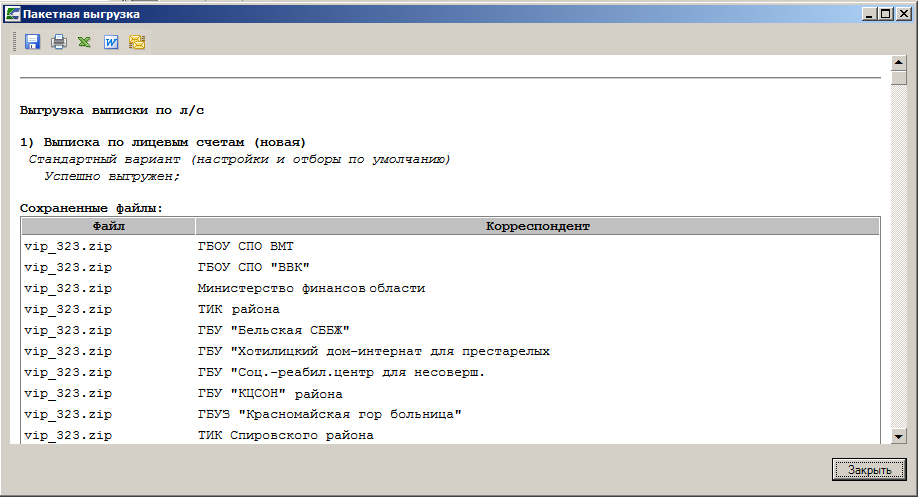 Пакетная выгрузка
Выгрузка выписки по л/с
1) Выписка по лицевым счетам (новая)
Стандартный вариант (настройки и отборы по умолчанию)
Успешно выгружен;
Сохраненные файлы:
Файл Корреспондент
vip_323.zip ГБОУ СПО ВМТ
vip_323.zip ГБОУ СПО "ВВК"
vip_323.zip Министерство финансов области
vip_323.zip ТИК района
vip_323.zip ГБУ "Бельская СББЖ"
vip_323.zip ГБУ "Хотилицкий дом-интернат для престарелых
vip_323.zip ГБУ "Соц.-реабил.центр для несоверш.
vip_323.zip ГБУ "КЦСОН" района
vip_323.zip ГБУЗ "Красномайская гор больница"
vip_323.zip ТИК Спировского района
Закрыть